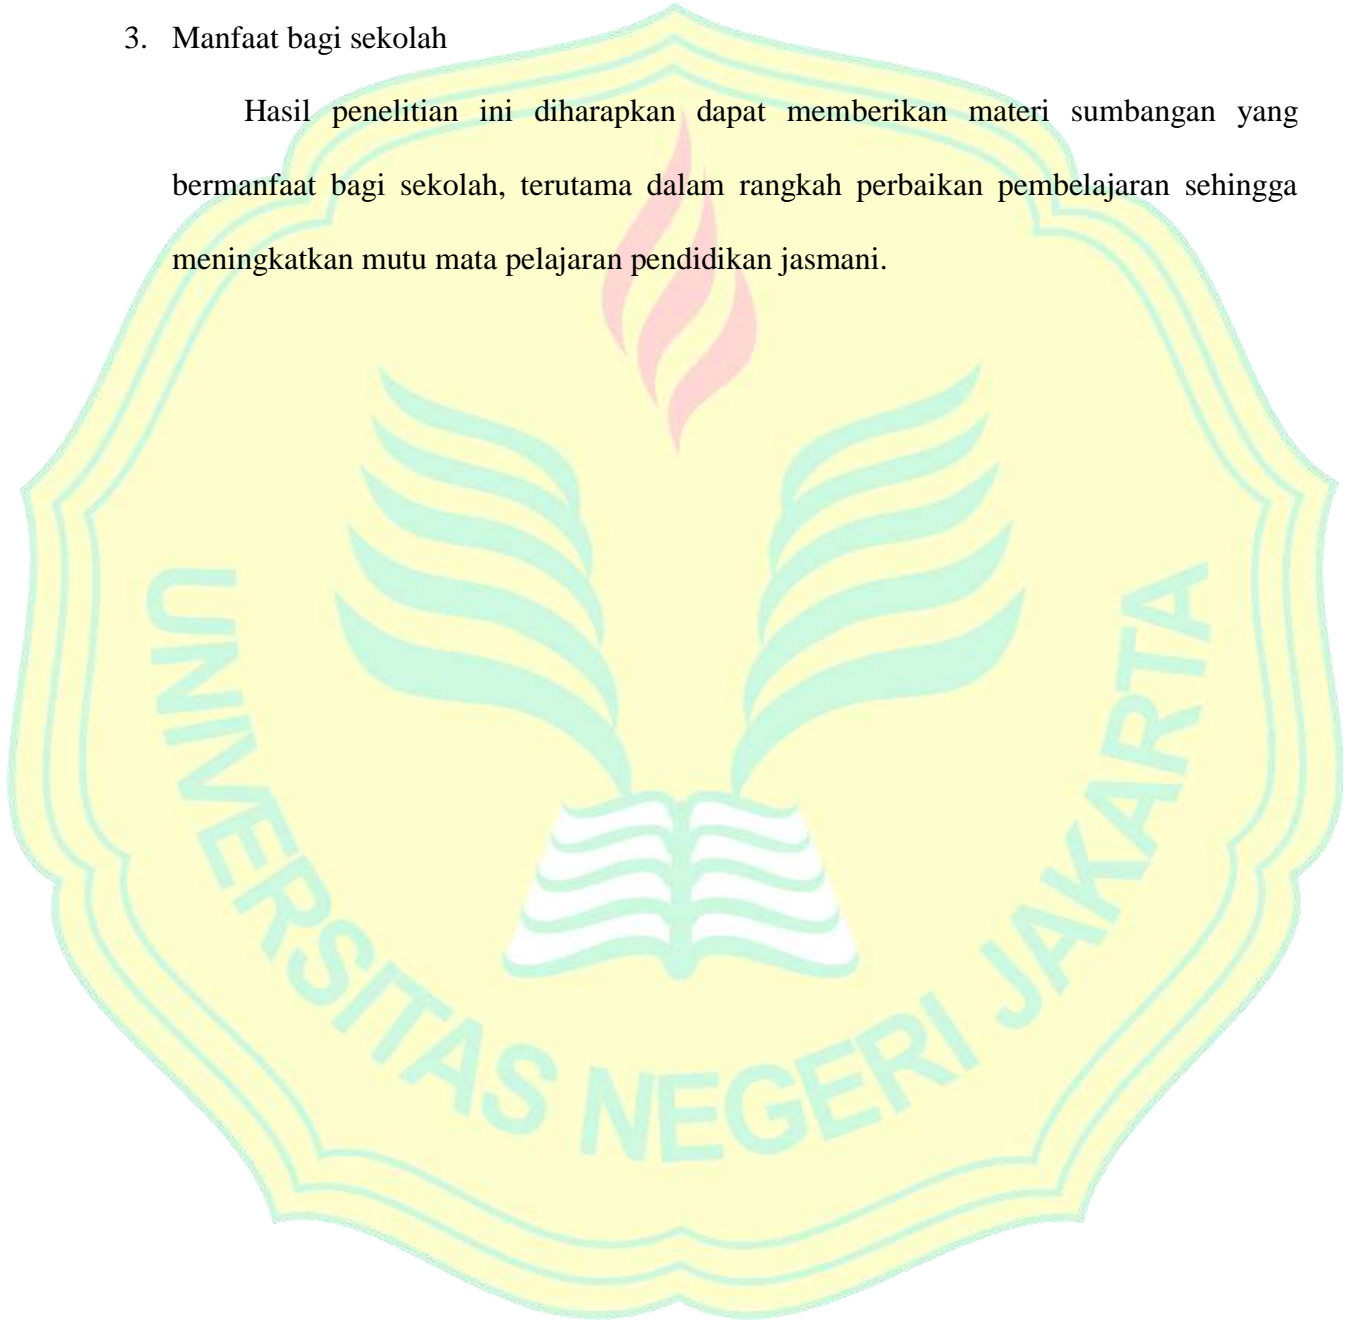 3. Manfaat bagi sekolah
Hasil penelitian ini diharapkan dapat memberikan materi sumbangan yang
bermanfaat bagi sekolah, terutama dalam rangkah perbaikan pembelajaran sehingga
meningkatkan mutu mata pelajaran pendidikan jasmani.
UNIVERSITAS NEGERI JAKARTA